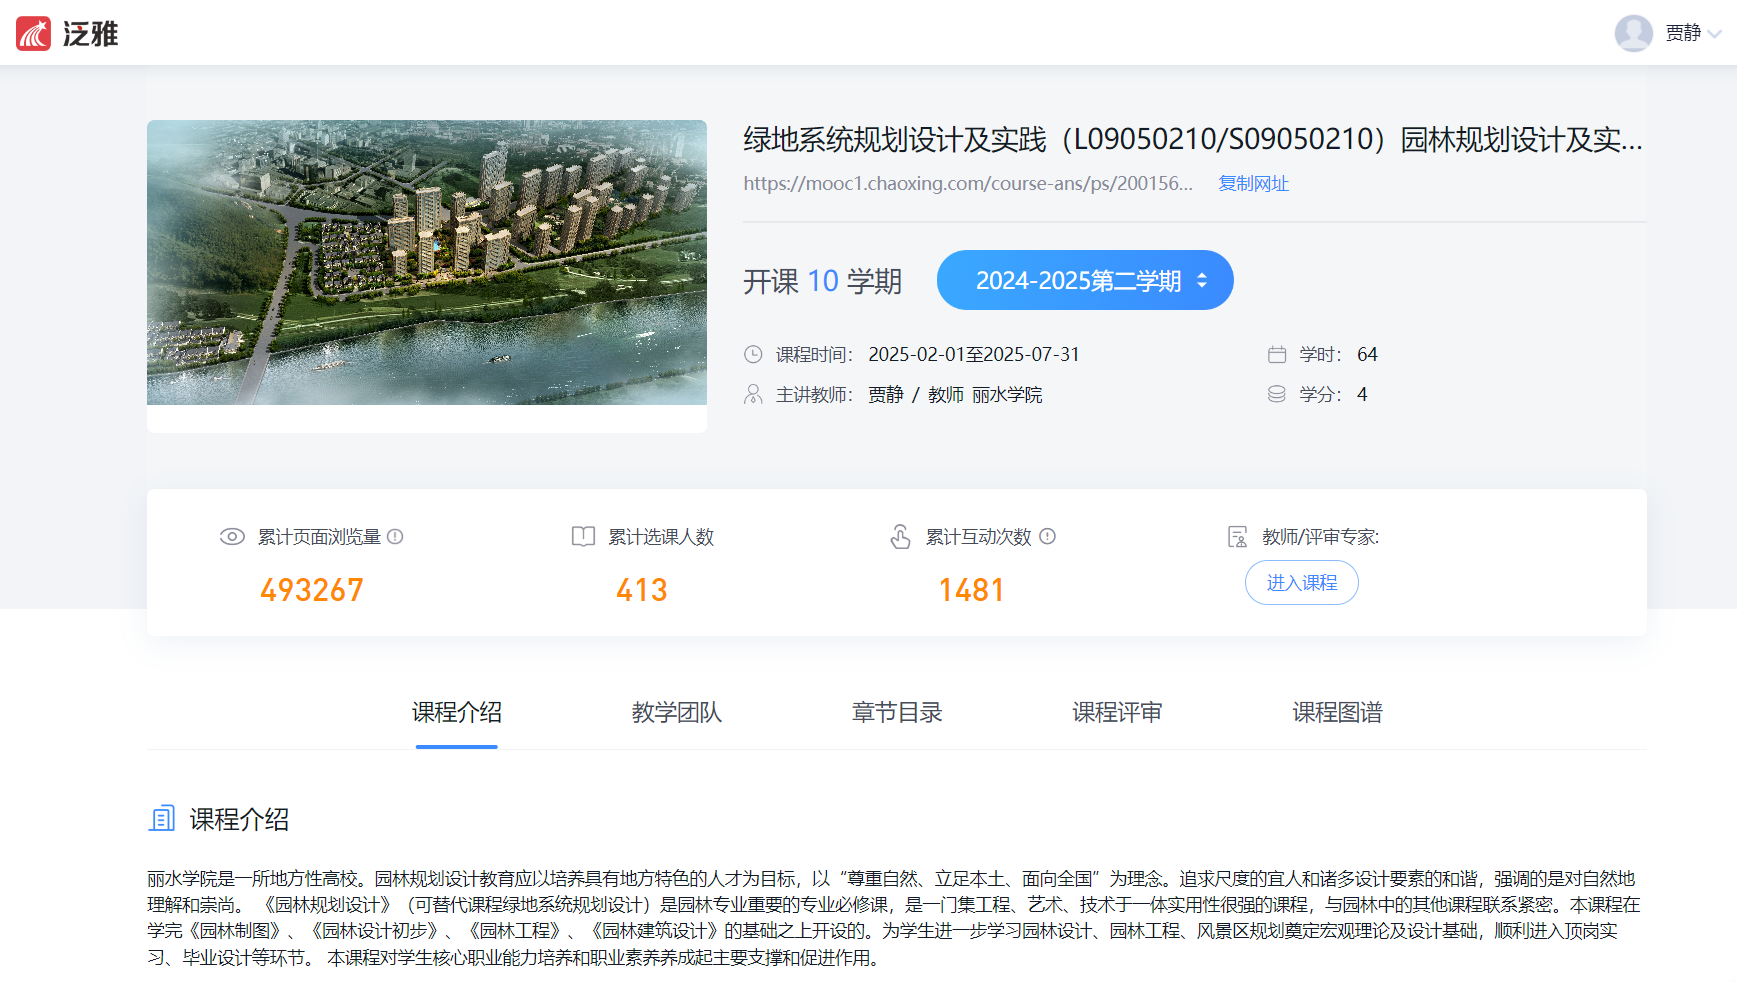 泛雅
贾静
绿地系统规划设计及实践（L09050210/S09050210）园林规划设计及实...
https://mooc1.chaoxing.com/course-ans/ps/200156... 复制网址
开课 10 学期 2024-2025第二学期
课程时间： 2025-02-01至2025-07-31 学时： 64
主讲教师： 贾静 / 教师 丽水学院 学分： 4
累计页面浏览量 累计选课人数 累计互动次数 教师/评审专家:
493267 413 1481 进入课程
课程介绍 教学团队 章节目录 课程评审 课程图谱
课程介绍
丽水学院是一所地方性高校。园林规划设计教育应以培养具有地方特色的人才为目标，以“尊重自然、立足本土、面向全国”为理念。追求尺度的宜人和诸多设计要素的和谐，强调的是对自然地
理解和崇尚。 《园林规划设计》（可替代课程绿地系统规划设计）是园林专业重要的专业必修课，是一门集工程、艺术、技术于一体实用性很强的课程，与园林中的其他课程联系紧密。本课程在
学完《园林制图》、《园林设计初步》、《园林工程》、《园林建筑设计》的基础之上开设的。为学生进一步学习园林设计、园林工程、风景区规划奠定宏观理论及设计基础，顺利进入顶岗实
习、毕业设计等环节。 本课程对学生核心职业能力培养和职业素养养成起主要支撑和促进作用。